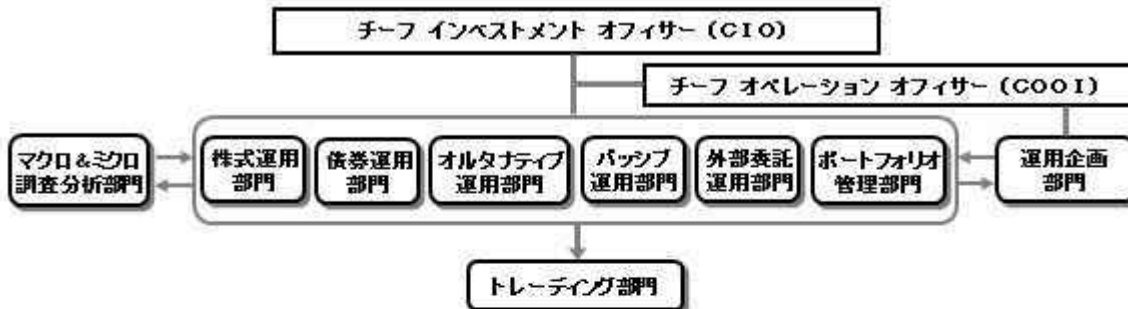 チーフ インベストメント オフィサー (CIO)
チーフ オペレーション オフィサー (COOI)
マクロ&ミクロ
調査分析部門
株式運用
部門
債券運用
部門
オルタナティブ
運用部門
パッシブ
運用部門
外部委託
運用部門
ポートフォリオ
管理部門
運用企画
部門
トレーディング部門